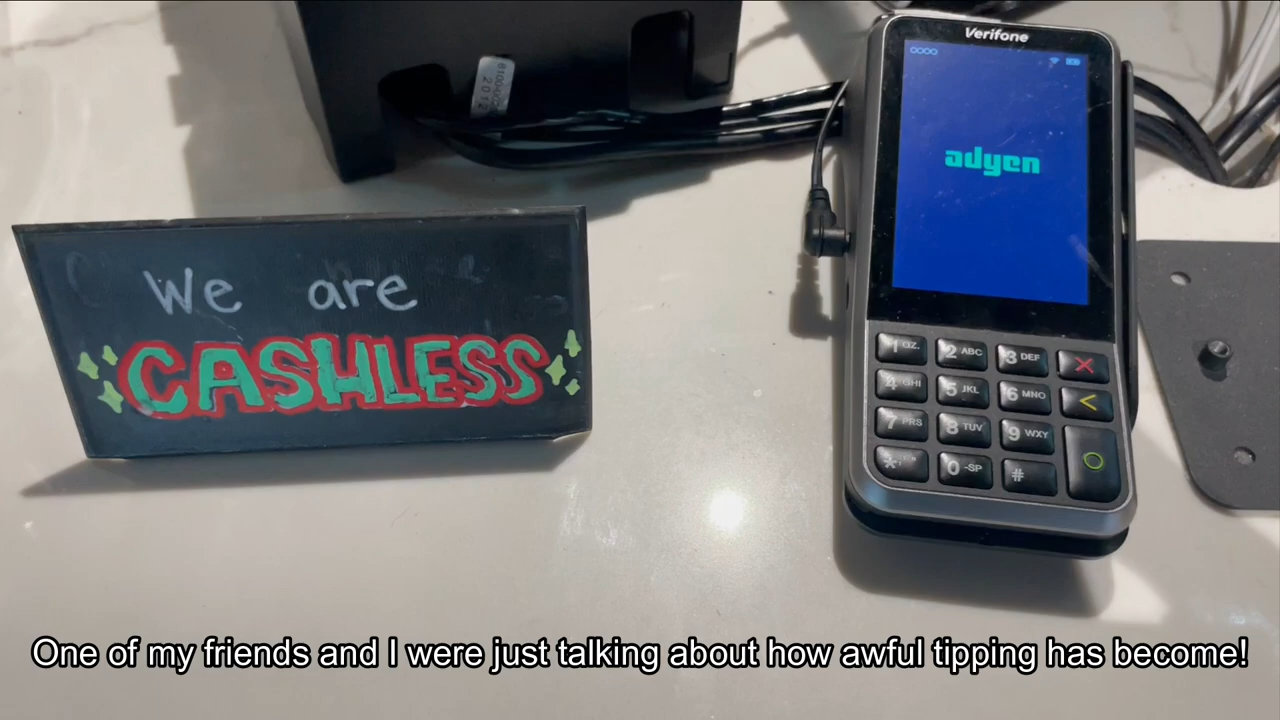 Verifone
adyen
We are
CASHLESS
1 QZ. 2 ABC 3 DEF
4 GHI 5 JKL 6 MNO
7 PRS 8 TUV 9 WXY
*,'" 0 -SP #
One of my friends and I were just talking about how awful tipping has become!